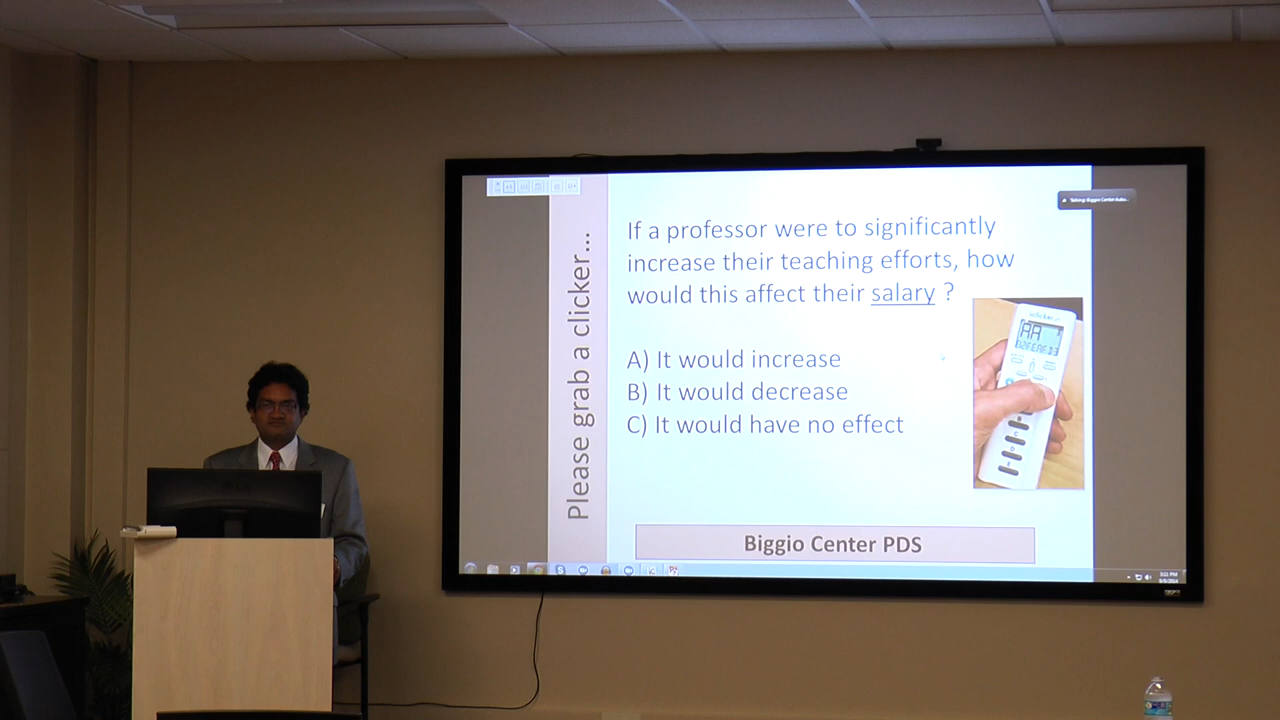 Please grab a clicker...
If a professor were to significantly
increase their teaching efforts, how
would this affect their salary ?
A) It would increase
B) It would decrease
C) It would have no effect
Biggio Center PDS